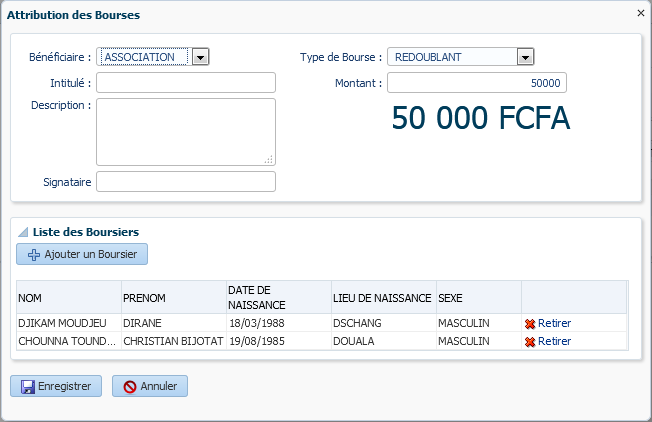 Attribution des Bourses
Bénéficiaire : ASSOCIATION Type de Bourse : REDOUBLANT
Intitulé : Montant : 50000
Description : 50 000 FCFA
Signataire
Liste des Boursiers
Ajouter un Boursier
NOM PRENOM DATE DE NAISSANCE LIEU DE NAISSANCE SEXE
DJIKAM MOUDJEU DIRANE 18/03/1988 DSCHANG MASCULIN Retirer
CHOUNNA TOUND... CHRISTIAN BIJOTAT 19/08/1985 DOUALA MASCULIN Retirer
Enregistrer Annuler